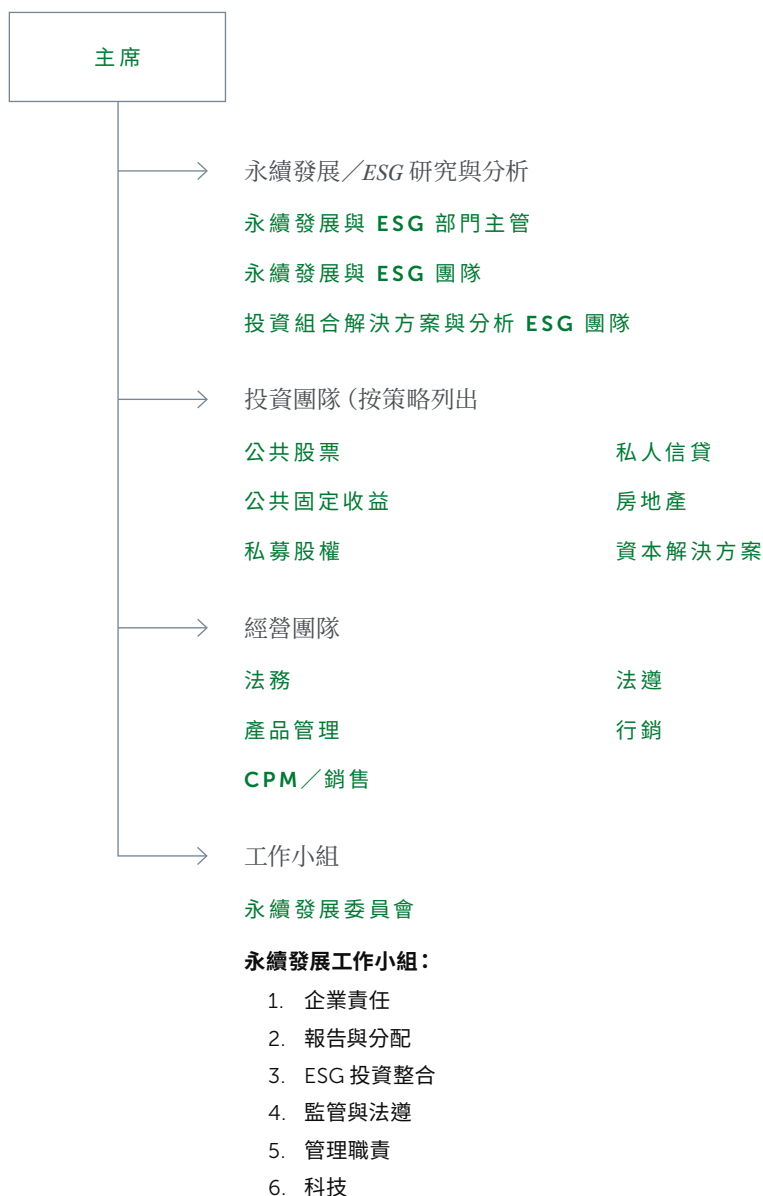 主席
永續發展／ESG 研究與分析
永續發展與 ESG 部門主管
永續發展與 ESG 團隊
投資組合解決方案與分析 ESG 團隊
投資團隊（按策略列出
公共股票 私人信貸
公共固定收益 房地產
私募股權 資本解決方案
經營團隊
法務 法遵
產品管理 行銷
CPM／銷售
工作小組
永續發展委員會
永續發展工作小組：
1. 企業責任
2. 報告與分配
3. ESG 投資整合
4. 監管與法遵
5. 管理職責
6. 科技